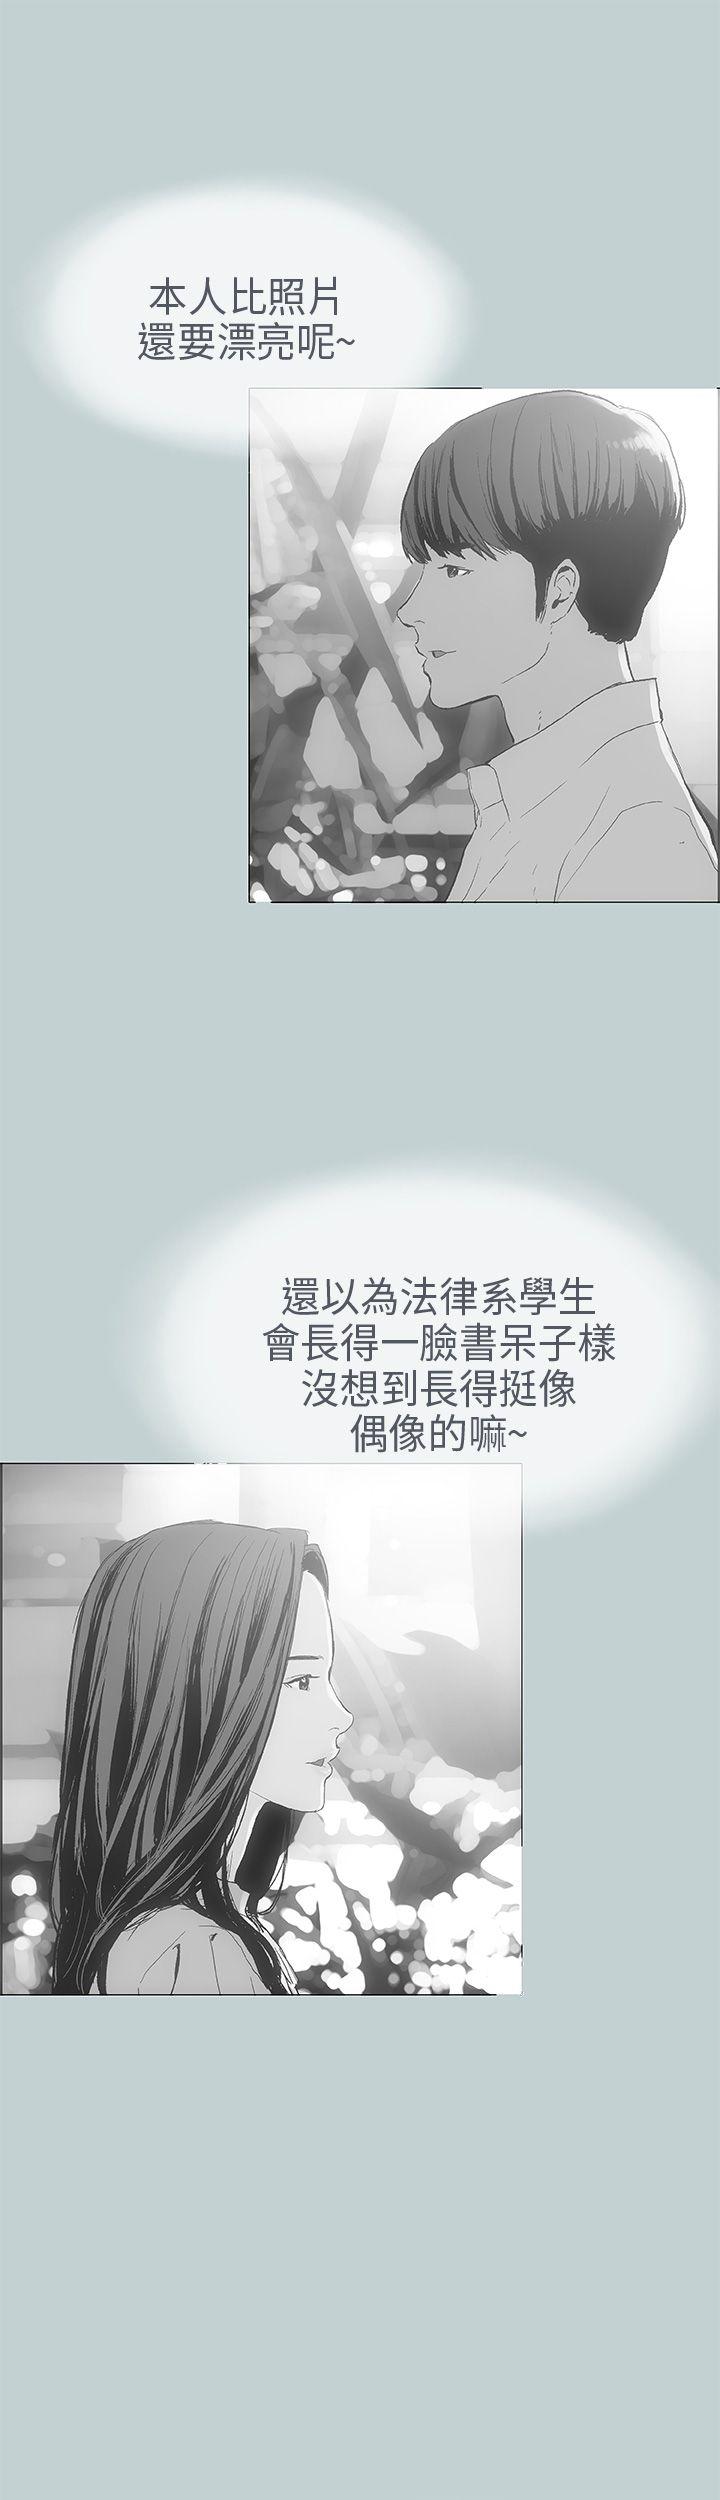 本人比照片
還要漂亮呢~
還以為法律系學生
會長得一臉書呆子樣
沒想到長得挺像
偶像的嘛~